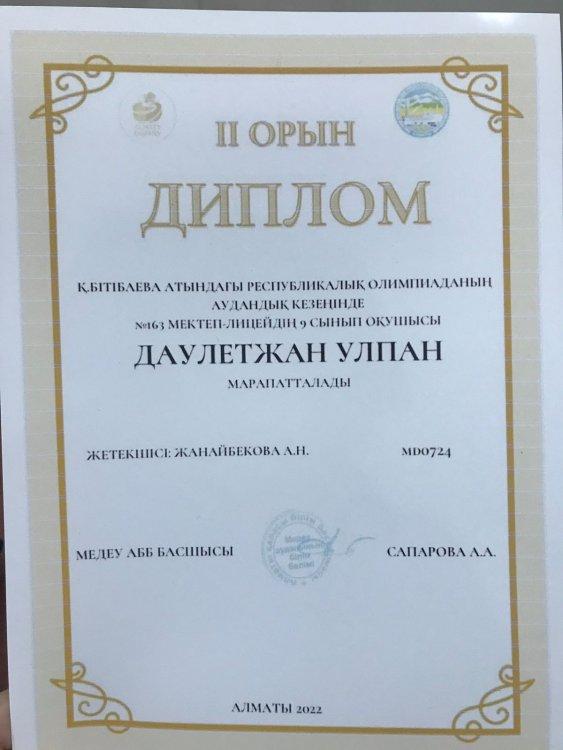 II ОРЫН
ДИПЛОМ
Қ.БІТІБАЕВА АТЫНДАҒЫ РЕСПУБЛИКАЛЫҚ ОЛИМПИАДАНЫҢ
АУДАНДЫҚ КЕЗЕҢІНДЕ
№163 МЕКТЕП-ЛИЦЕЙДІҢ 9 СЫНЫП ОҚУШЫСЫ
ДАУЛЕТЖАН УЛПАН
МАРАПАТТАЛАДЫ
ЖЕТЕКШІСІ: ЖАНАЙБЕКОВА А.Н.
MD0724
МЕДЕУ АББ БАСШЫСЫ
САПАРОВА А.А.
АЛМАТЫ 2022